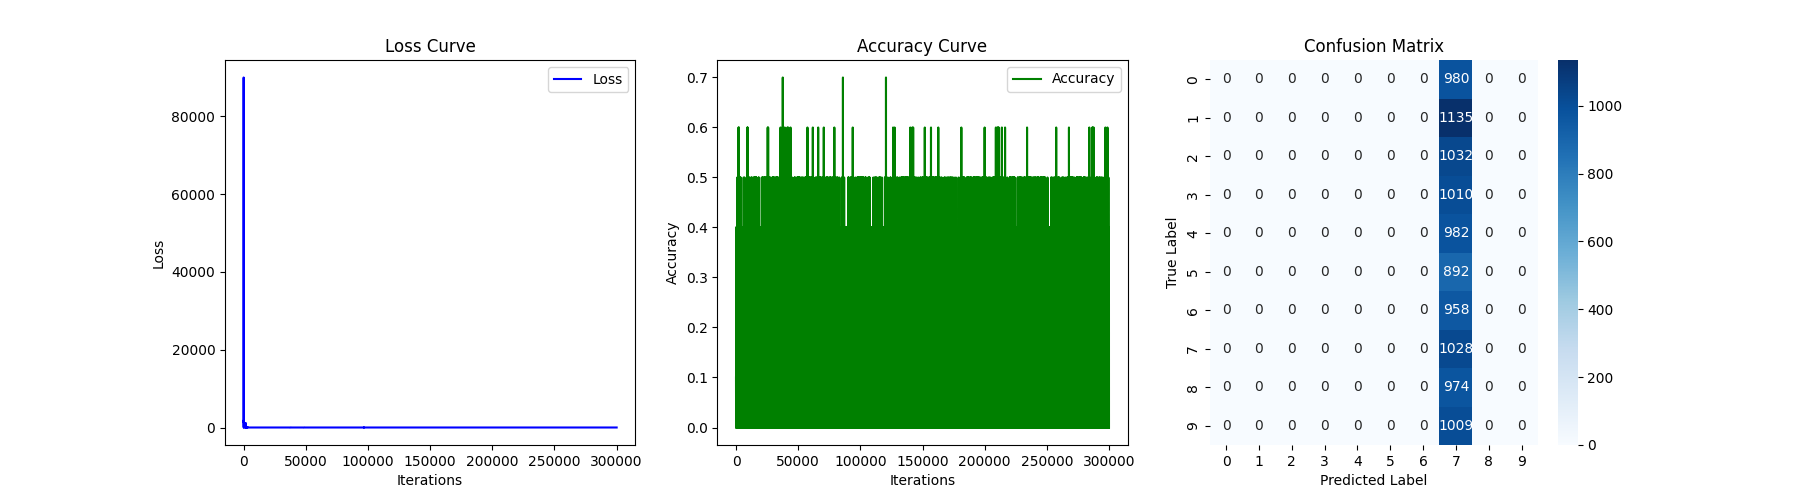 Loss Curve
Loss
80000
60000
40000
20000
0
Loss
0 50000 100000 150000 200000 250000 300000
Iterations
Accuracy Curve
Accuracy
0.7
0.6
0.5
0.4
0.3
0.2
0.1
0.0
Accuracy
0 50000 100000 150000 200000 250000 300000
Iterations
Confusion Matrix
True Label
0 0 0 0 0 0 0 0 980 0 0
1 0 0 0 0 0 0 0 1135 0 0
2 0 0 0 0 0 0 0 1032 0 0
3 0 0 0 0 0 0 0 1010 0 0
4 0 0 0 0 0 0 0 982 0 0
5 0 0 0 0 0 0 0 892 0 0
6 0 0 0 0 0 0 0 958 0 0
7 0 0 0 0 0 0 0 1028 0 0
8 0 0 0 0 0 0 0 974 0 0
9 0 0 0 0 0 0 0 1009 0 0
0 1 2 3 4 5 6 7 8 9
Predicted Label
1000
800
600
400
200
0